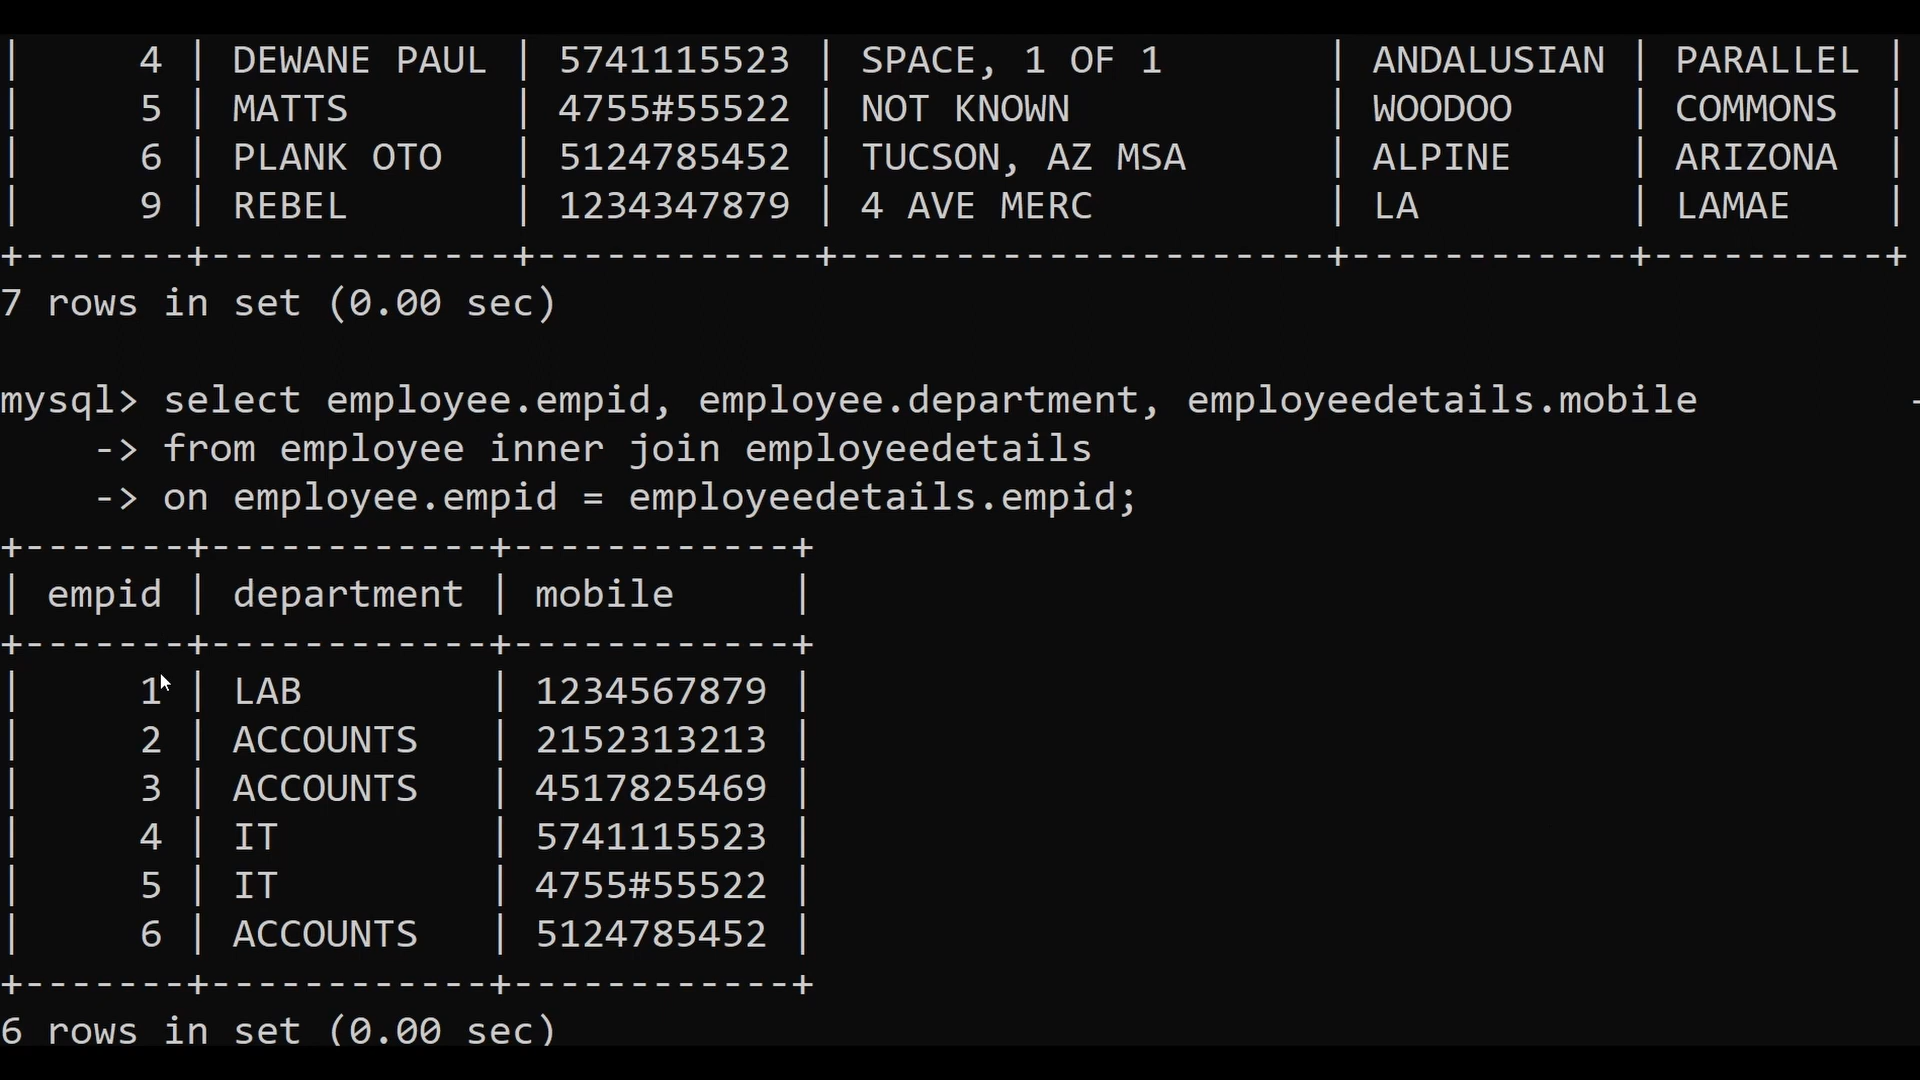 |     4 | DEWANE PAUL | 5741115523 | SPACE, 1 OF 1       | ANDALUSIAN | PARALLEL |
|     5 | MATTS       | 4755#55522 | NOT KNOWN           | WOODOO     | COMMONS  |
|     6 | PLANK OTO   | 5124785452 | TUCSON, AZ MSA      | ALPINE     | ARIZONA  |
|     9 | REBEL       | 1234347879 | 4 AVE MERC          | LA         | LAMAE    |
+-------+-------------+------------+---------------------+------------+----------+
7 rows in set (0.00 sec)
mysql> select employee.empid, employee.department, employeedetails.mobile         -
    -> from employee inner join employeedetails
    -> on employee.empid = employeedetails.empid;
+-------+------------+------------+
| empid | department | mobile     |
+-------+------------+------------+
|     1 | LAB        | 1234567879 |
|     2 | ACCOUNTS   | 2152313213 |
|     3 | ACCOUNTS   | 4517825469 |
|     4 | IT         | 5741115523 |
|     5 | IT         | 4755#55522 |
|     6 | ACCOUNTS   | 5124785452 |
+-------+------------+------------+
6 rows in set (0.00 sec)